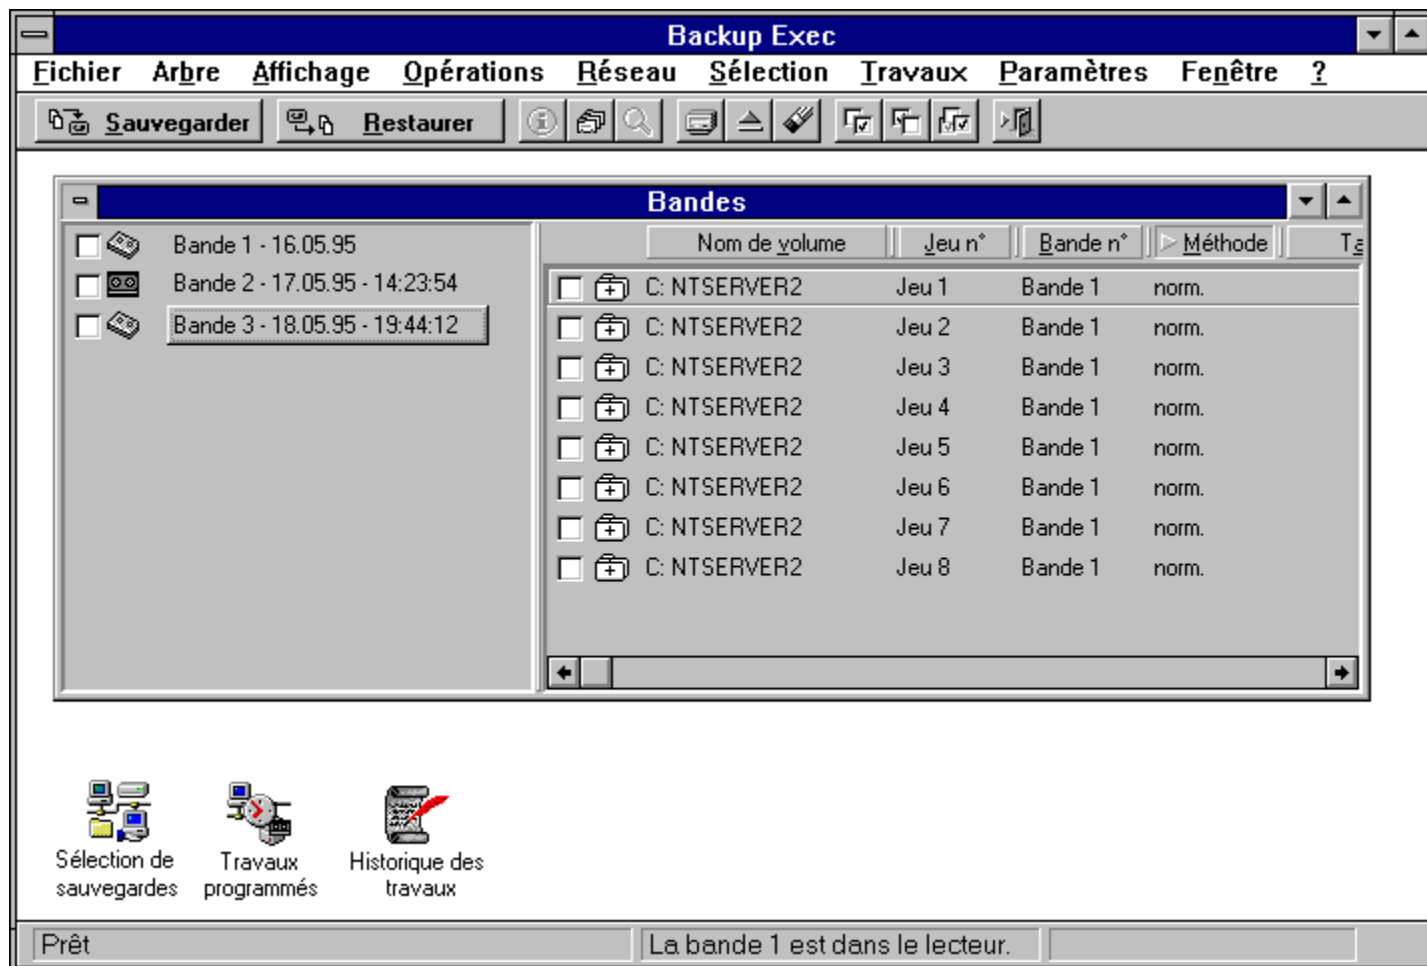 Backup Exec
Fichier Arbre Affichage Opérations Réseau Sélection Travaux Paramètres Fenêtre ?
Sauvegarder Restaurer
Bandes
Nom de volume Jeu n° Bande n° Méthode Ta
Bande 1 - 16.05.95
Bande 2 - 17.05.95 - 14:23:54
Bande 3 - 18.05.95 - 19:44:12
C: NTSERVER2 Jeu 1 Bande 1 norm.
C: NTSERVER2 Jeu 2 Bande 1 norm.
C: NTSERVER2 Jeu 3 Bande 1 norm.
C: NTSERVER2 Jeu 4 Bande 1 norm.
C: NTSERVER2 Jeu 5 Bande 1 norm.
C: NTSERVER2 Jeu 6 Bande 1 norm.
C: NTSERVER2 Jeu 7 Bande 1 norm.
C: NTSERVER2 Jeu 8 Bande 1 norm.
Sélection de
sauvegardes
Travaux
programmés
Historique des
travaux
Prêt
La bande 1 est dans le lecteur.